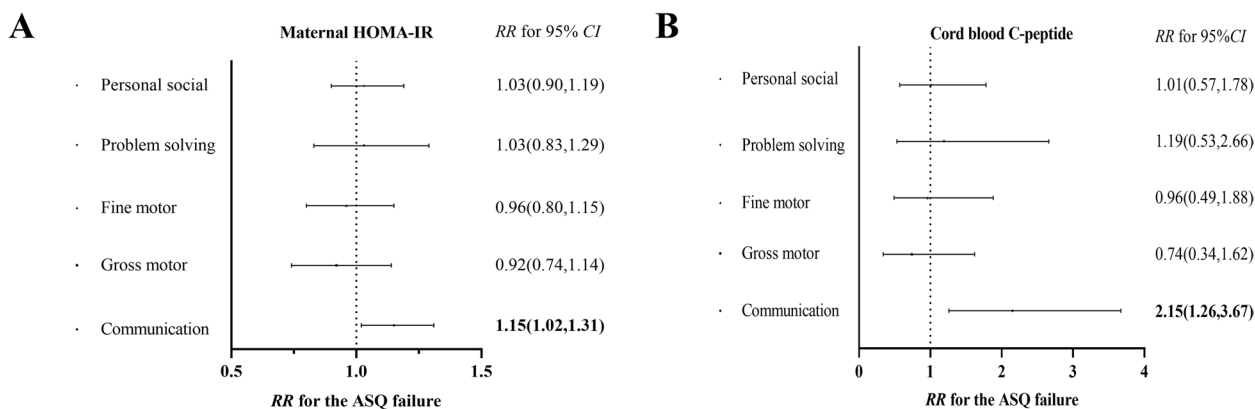 A
Maternal HOMA-IR
RR for 95% CI
Personal social
1.03(0.90,1.19)
Problem solving
1.03(0.83,1.29)
Fine motor
0.96(0.80,1.15)
Gross motor
0.92(0.74,1.14)
Communication
1.15(1.02,1.31)
0.5
1.0
1.5
RR for the ASQ failure
B
Cord blood C-peptide
RR for 95%CI
Personal social
1.01(0.57,1.78)
Problem solving
1.19(0.53,2.66)
Fine motor
0.96(0.49,1.88)
Gross motor
0.74(0.34,1.62)
Communication
2.15(1.26,3.67)
0
1
2
3
4
RR for the ASQ failure